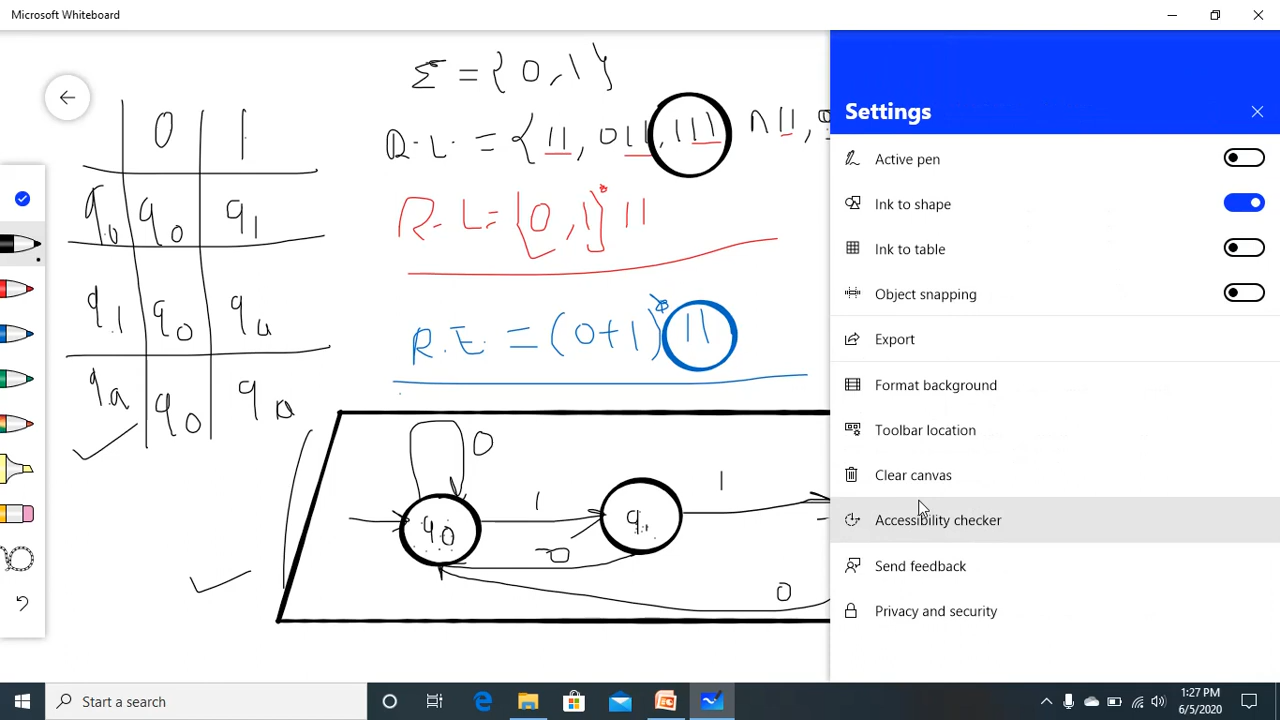 Microsoft Whiteboard
Σ = {0,1}
R.L. = {11, 011, 111, 011,
R.L = {0,1}* 11
R.E. = (0+1)* 11
0 1
q0 q0 q1
q1 q0 qa
qa q0 qa
0
1
1
q0
q1
0
0
Settings
Active pen
Ink to shape
Ink to table
Object snapping
Export
Format background
Toolbar location
Clear canvas
Accessibility checker
Send feedback
Privacy and security
Start a search
1:27 PM
6/5/2020